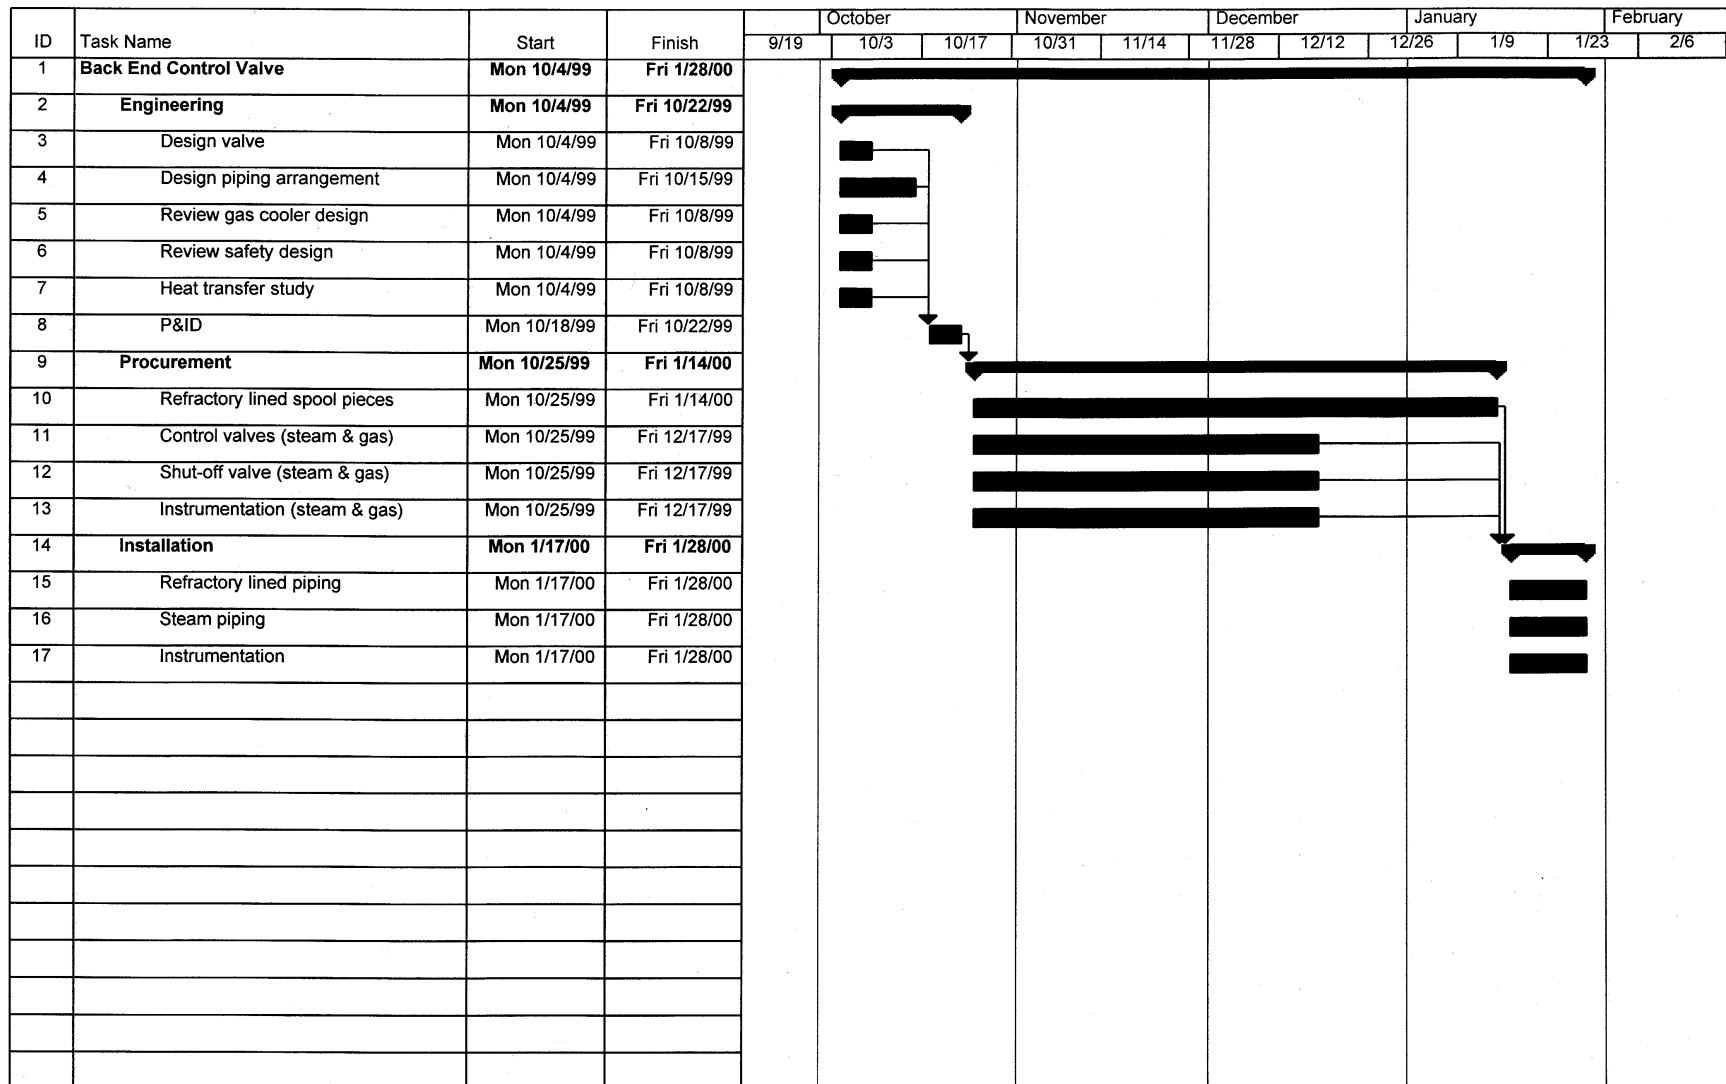 October November December January February
ID Task Name Start Finish 9/19 10/3 10/17 10/31 11/14 11/28 12/12 12/26 1/9 1/23 2/6
1 Back End Control Valve Mon 10/4/99 Fri 1/28/00
2 Engineering Mon 10/4/99 Fri 10/22/99
3 Design valve Mon 10/4/99 Fri 10/8/99
4 Design piping arrangement Mon 10/4/99 Fri 10/15/99
5 Review gas cooler design Mon 10/4/99 Fri 10/8/99
6 Review safety design Mon 10/4/99 Fri 10/8/99
7 Heat transfer study Mon 10/4/99 Fri 10/8/99
8 P&ID Mon 10/18/99 Fri 10/22/99
9 Procurement Mon 10/25/99 Fri 1/14/00
10 Refractory lined spool pieces Mon 10/25/99 Fri 1/14/00
11 Control valves (steam & gas) Mon 10/25/99 Fri 12/17/99
12 Shut-off valve (steam & gas) Mon 10/25/99 Fri 12/17/99
13 Instrumentation (steam & gas) Mon 10/25/99 Fri 12/17/99
14 Installation Mon 1/17/00 Fri 1/28/00
15 Refractory lined piping Mon 1/17/00 Fri 1/28/00
16 Steam piping Mon 1/17/00 Fri 1/28/00
17 Instrumentation Mon 1/17/00 Fri 1/28/00